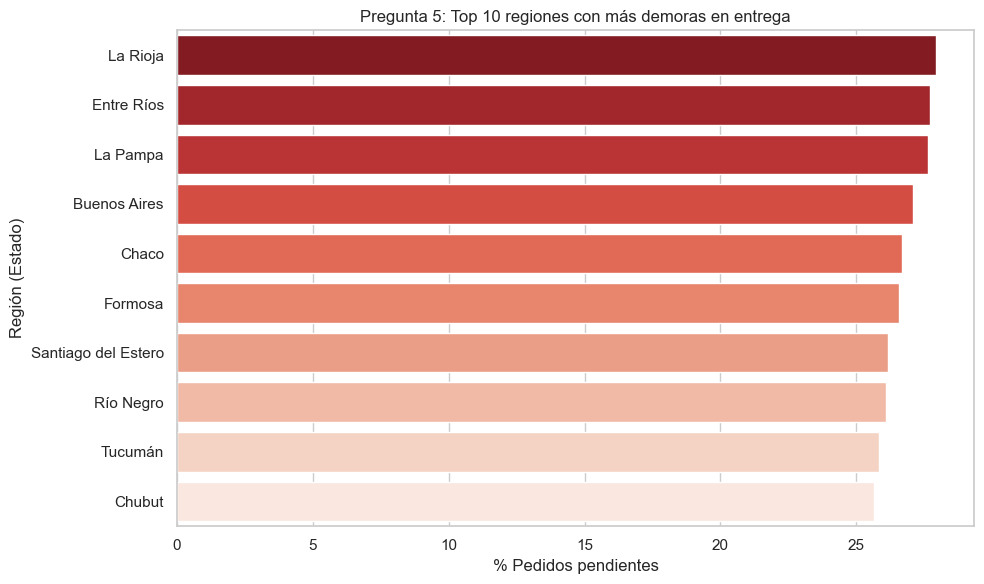 Pregunta 5: Top 10 regiones con más demoras en entrega
Región (Estado)
La Rioja
Entre Ríos
La Pampa
Buenos Aires
Chaco
Formosa
Santiago del Estero
Río Negro
Tucumán
Chubut
0 5 10 15 20 25
% Pedidos pendientes